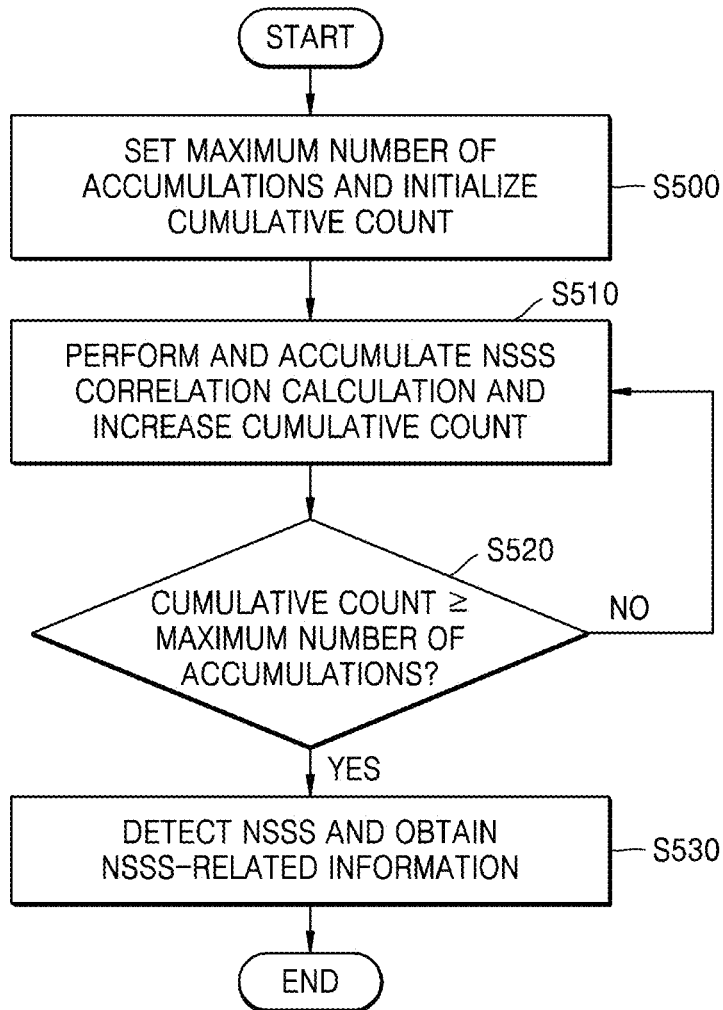 START
SET MAXIMUM NUMBER OF
ACCUMULATIONS AND INITIALIZE
CUMULATIVE COUNT
S500
S510
PERFORM AND ACCUMULATE NSSS
CORRELATION CALCULATION AND
INCREASE CUMULATIVE COUNT
S520
CUMULATIVE COUNT ≥
MAXIMUM NUMBER OF
ACCUMULATIONS?
NO
YES
DETECT NSSS AND OBTAIN
NSSS-RELATED INFORMATION
S530
END